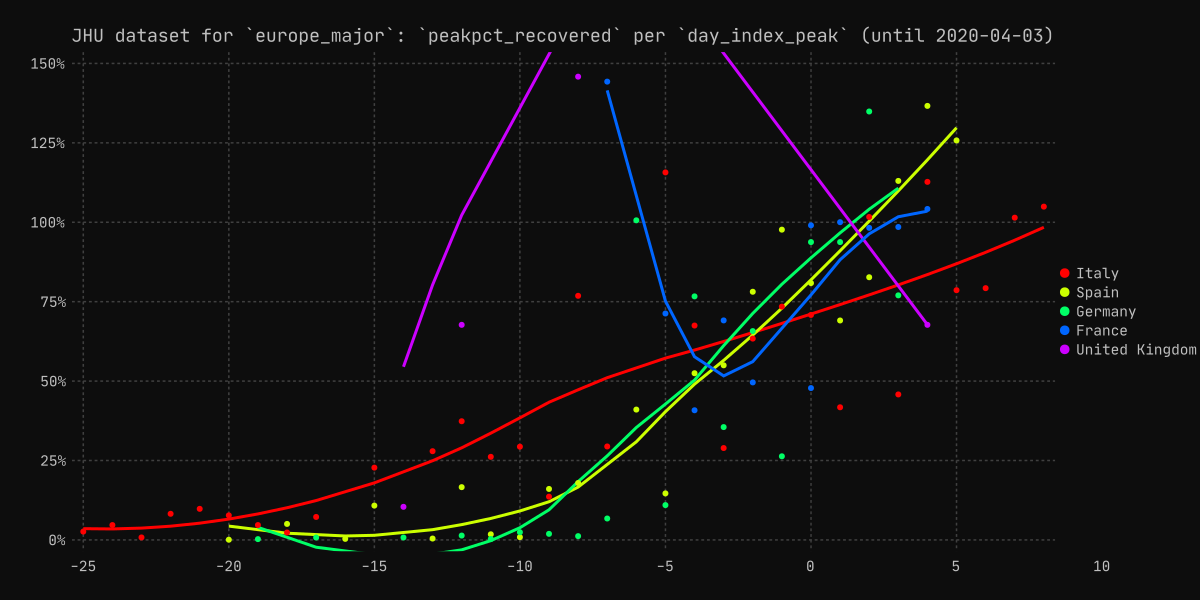 JHU dataset for `europe_major`: `peakpct_recovered` per `day_index_peak` (until 2020-04-03)
150%
125%
100%
75%
50%
25%
0%
-25 -20 -15 -10 -5 0 5 10
Italy
Spain
Germany
France
United Kingdom